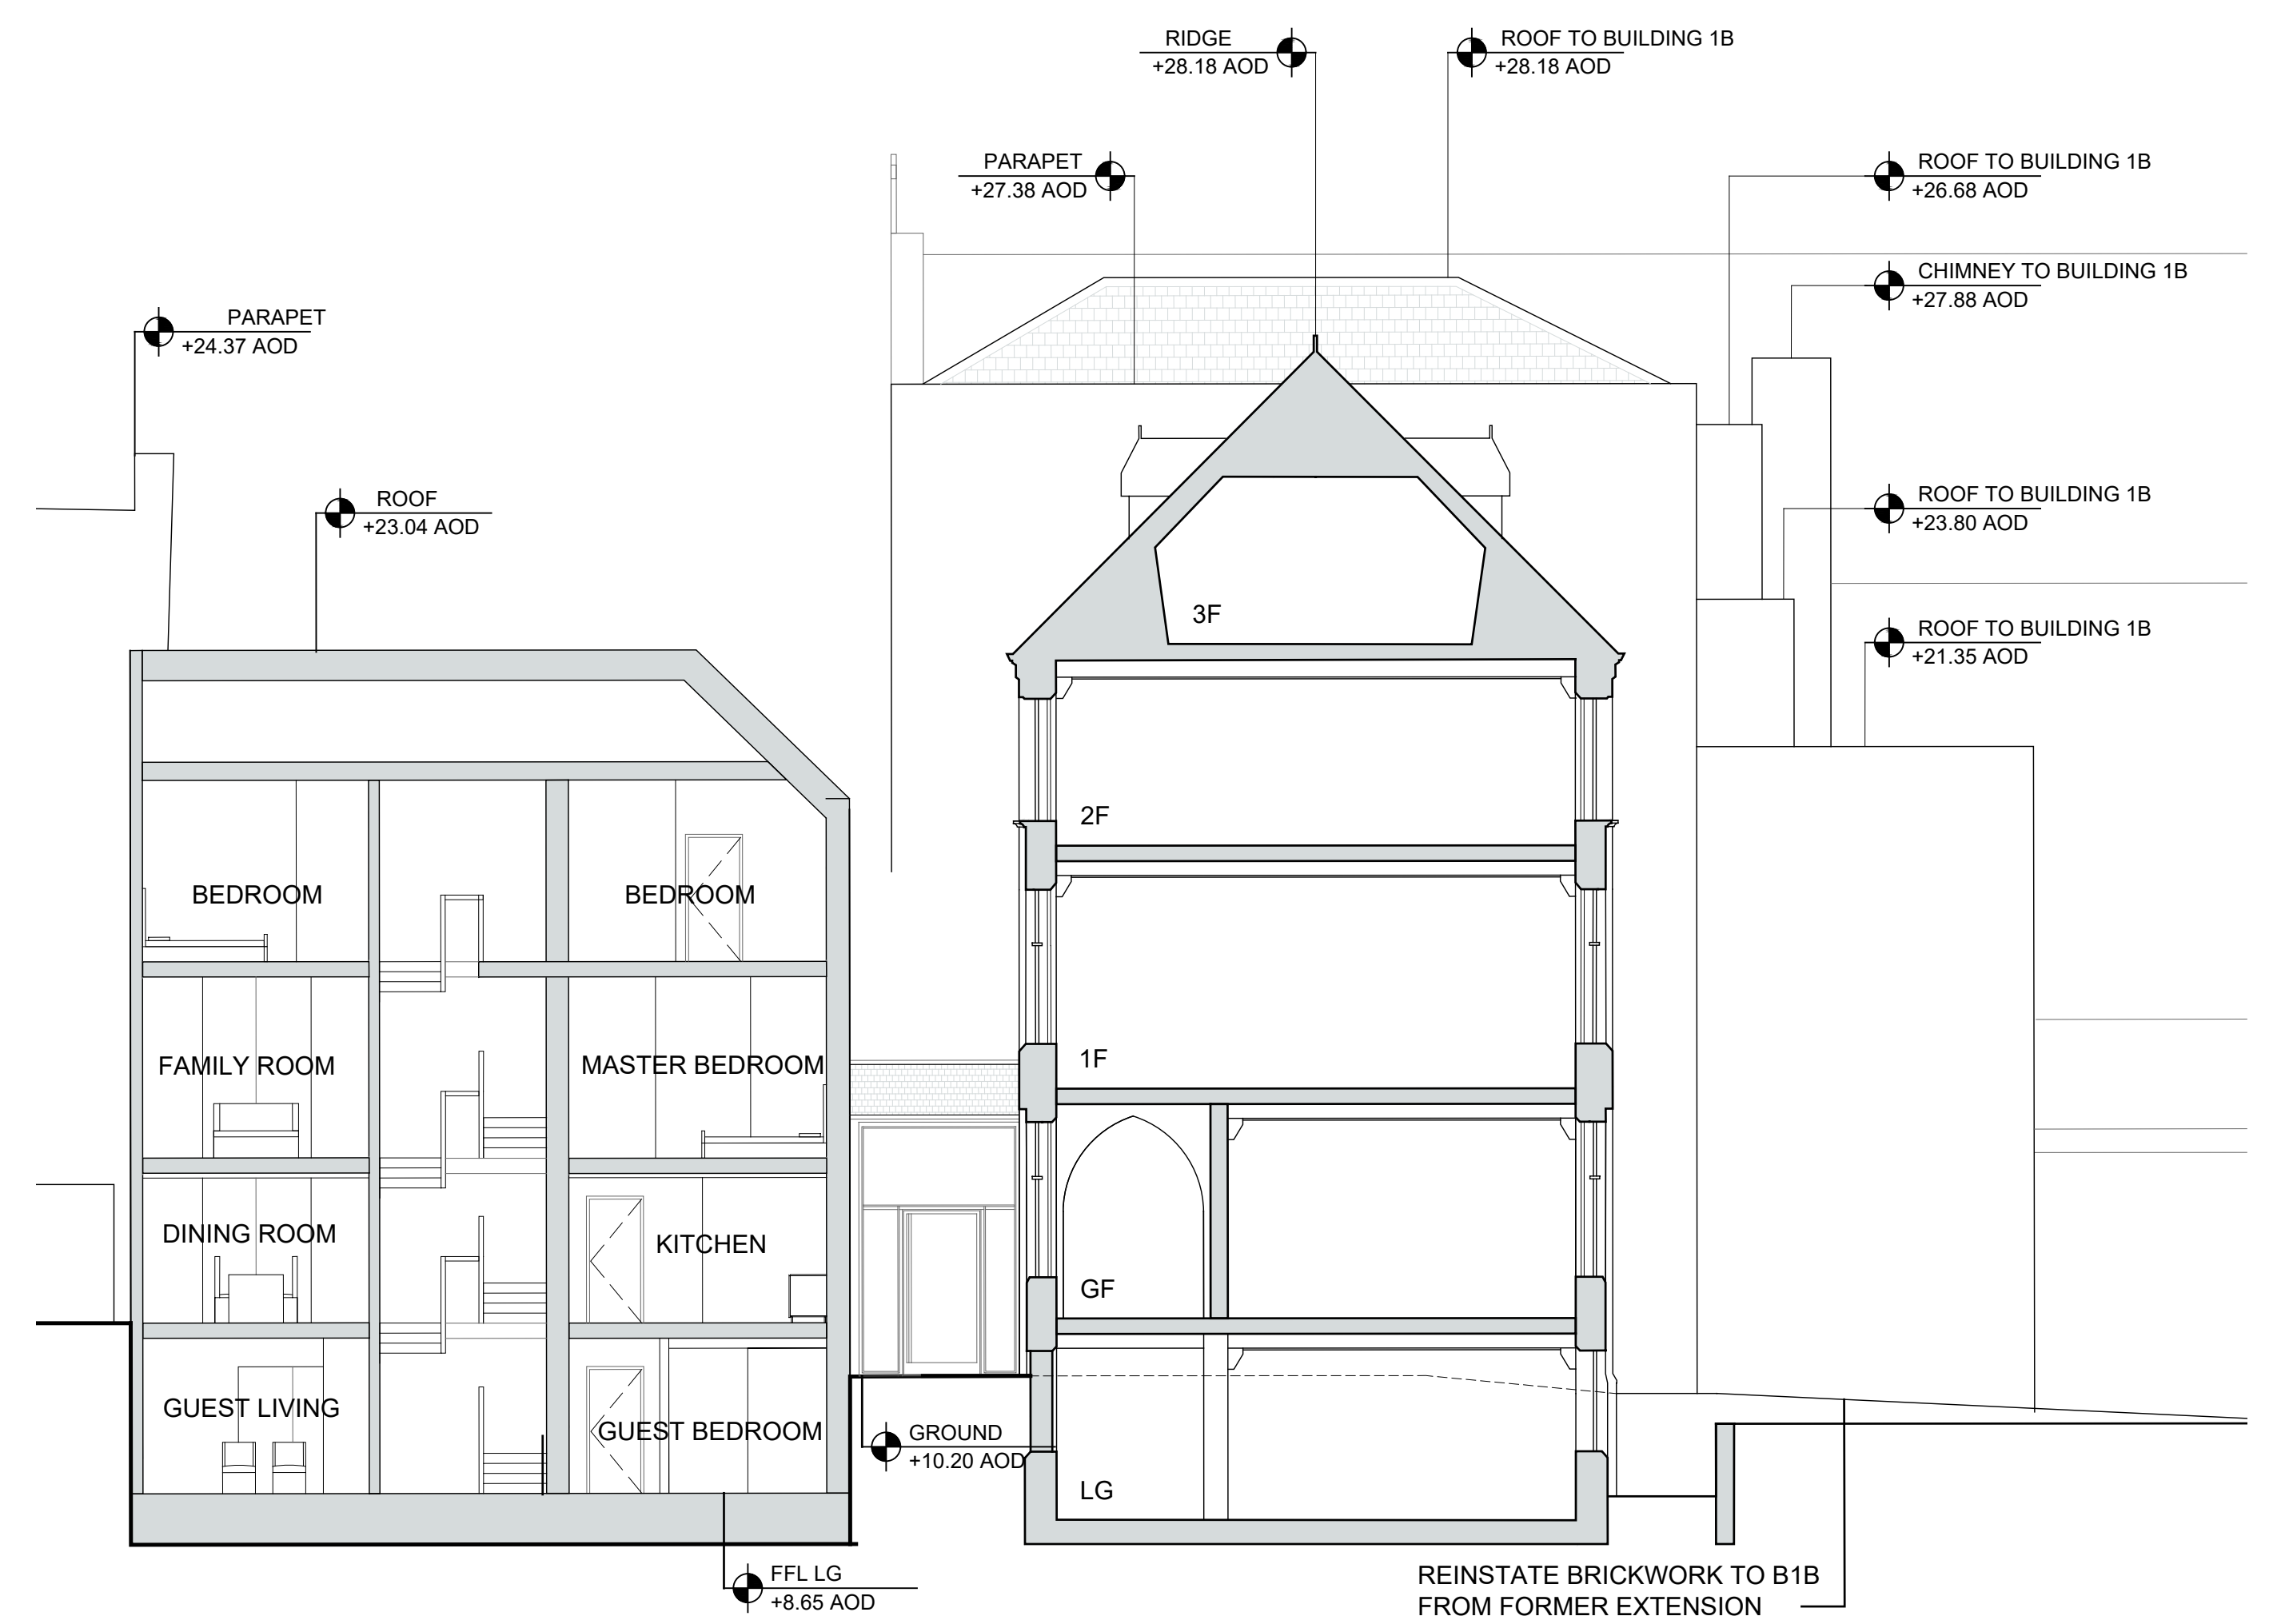 RIDGE
+28.18 AOD
ROOF TO BUILDING 1B
+28.18 AOD
PARAPET
+27.38 AOD
ROOF TO BUILDING 1B
+26.68 AOD
CHIMNEY TO BUILDING 1B
+27.88 AOD
PARAPET
+24.37 AOD
ROOF
+23.04 AOD
ROOF TO BUILDING 1B
+23.80 AOD
3F
ROOF TO BUILDING 1B
+21.35 AOD
2F
BEDROOM
BEDROOM
FAMILY ROOM
MASTER BEDROOM
1F
DINING ROOM
KITCHEN
GF
GUEST LIVING
GUEST BEDROOM
GROUND
+10.20 AOD
LG
FFL LG
+8.65 AOD
REINSTATE BRICKWORK TO B1B
FROM FORMER EXTENSION